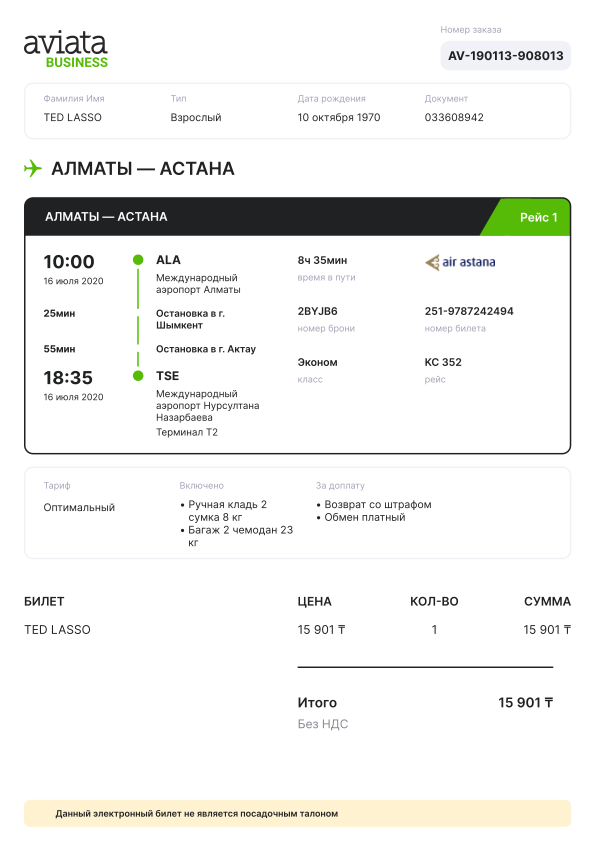 aviata
BUSINESS
Номер заказа
AV-190113-908013
Фамилия Имя
Тип
Дата рождения
Документ
TED LASSO
Взрослый
10 октября 1970
033608942
АЛМАТЫ — АСТАНА
АЛМАТЫ — АСТАНА
Рейс 1
10:00
16 июля 2020
ALA
Международный
аэропорт Алматы
25мин
Остановка в г.
Шымкент
55мин
Остановка в г. Актау
18:35
16 июля 2020
TSE
Международный
аэропорт Нурсултана
Назарбаева
Терминал Т2
8ч 35мин
время в пути
air astana
2BYJB6
номер брони
251-9787242494
номер билета
Эконом
класс
KC 352
рейс
Тариф
Включено
За доплату
Оптимальный
• Ручная кладь 2
сумка 8 кг
• Багаж 2 чемодан 23
кг
• Возврат со штрафом
• Обмен платный
БИЛЕТ
ЦЕНА
КОЛ-ВО
СУММА
TED LASSO
15 901 ₸
1
15 901 ₸
Итого
15 901 ₸
Без НДС
Данный электронный билет не является посадочным талоном